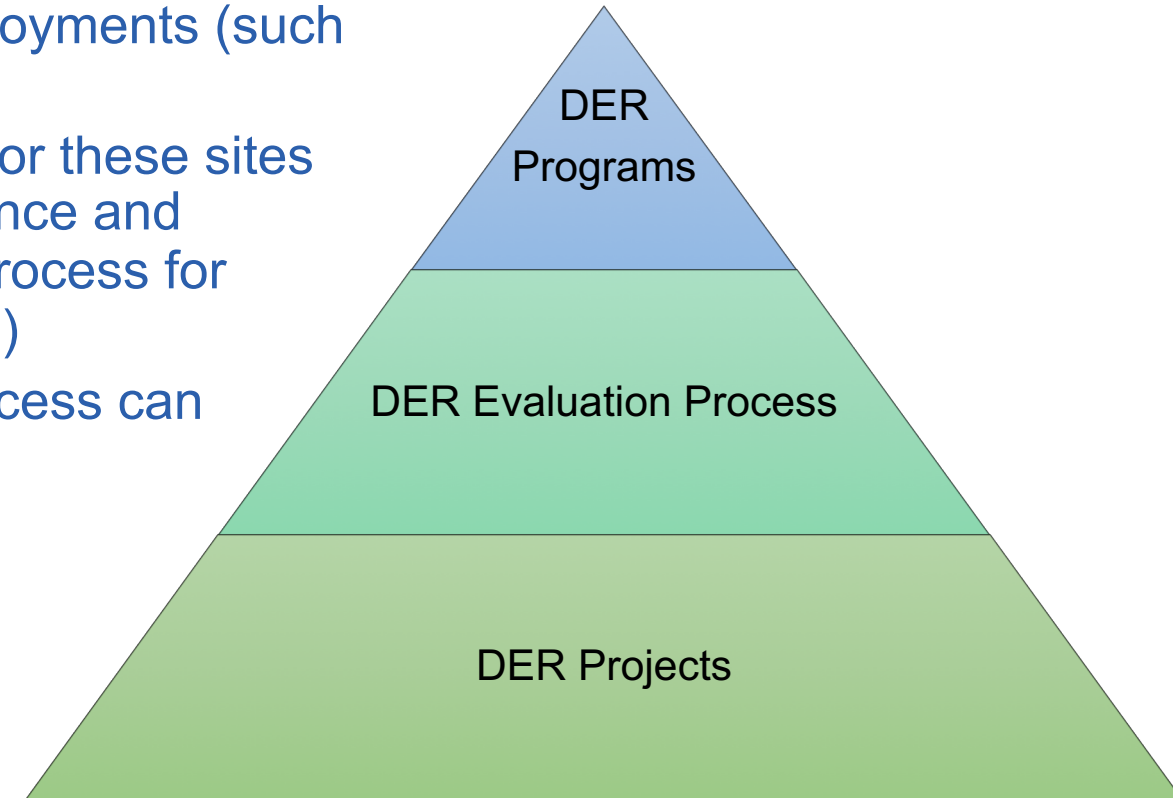 oyments (such
or these sites
nce and
rocess for
)
cess can
DER
Programs
DER Evaluation Process
DER Projects